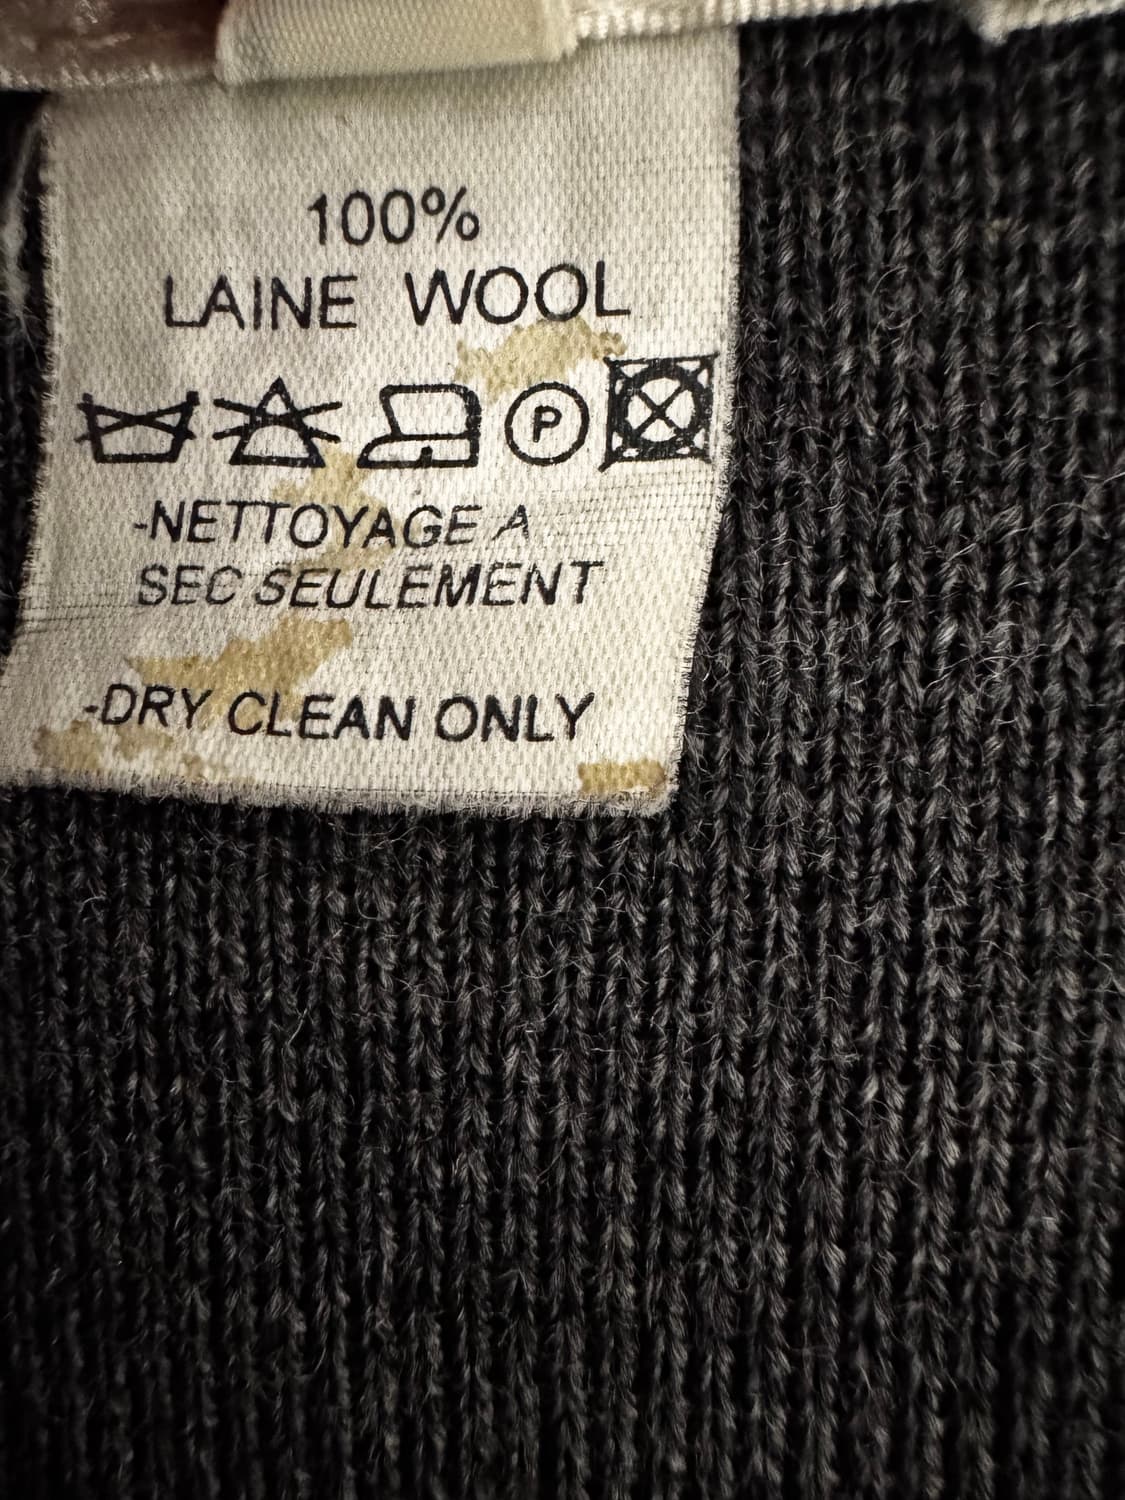 100%
LAINE WOOL
P
-NETTOYAGE A
SEC SEULEMENT
-DRY CLEAN ONLY